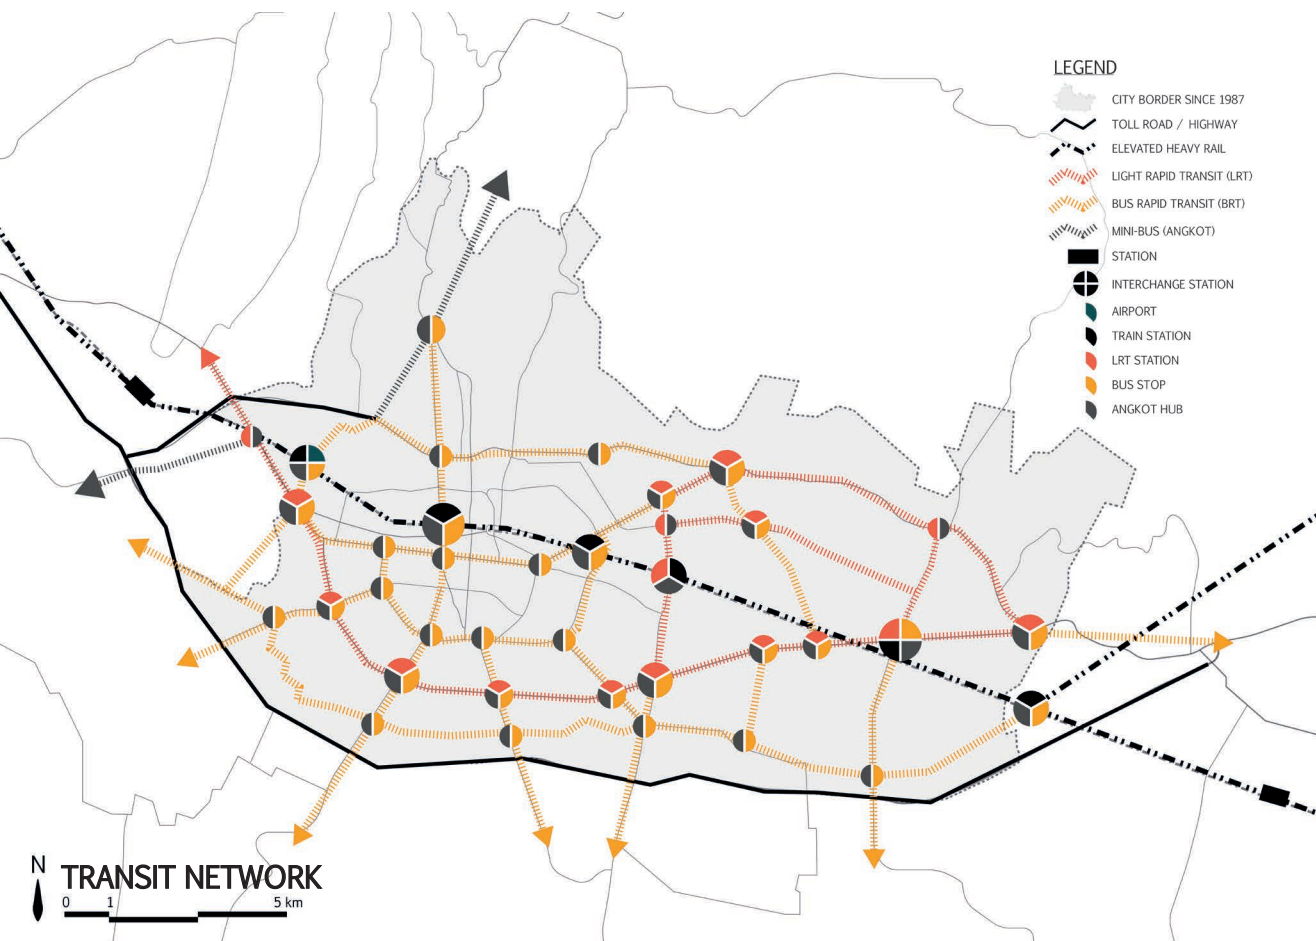 LEGEND
CITY BORDER SINCE 1987
TOLL ROAD / HIGHWAY
ELEVATED HEAVY RAIL
LIGHT RAPID TRANSIT (LRT)
BUS RAPID TRANSIT (BRT)
MINI-BUS (ANGKOT)
STATION
INTERCHANGE STATION
AIRPORT
TRAIN STATION
LRT STATION
BUS STOP
ANGKOT HUB
N
TRANSIT NETWORK
0 1 5 km